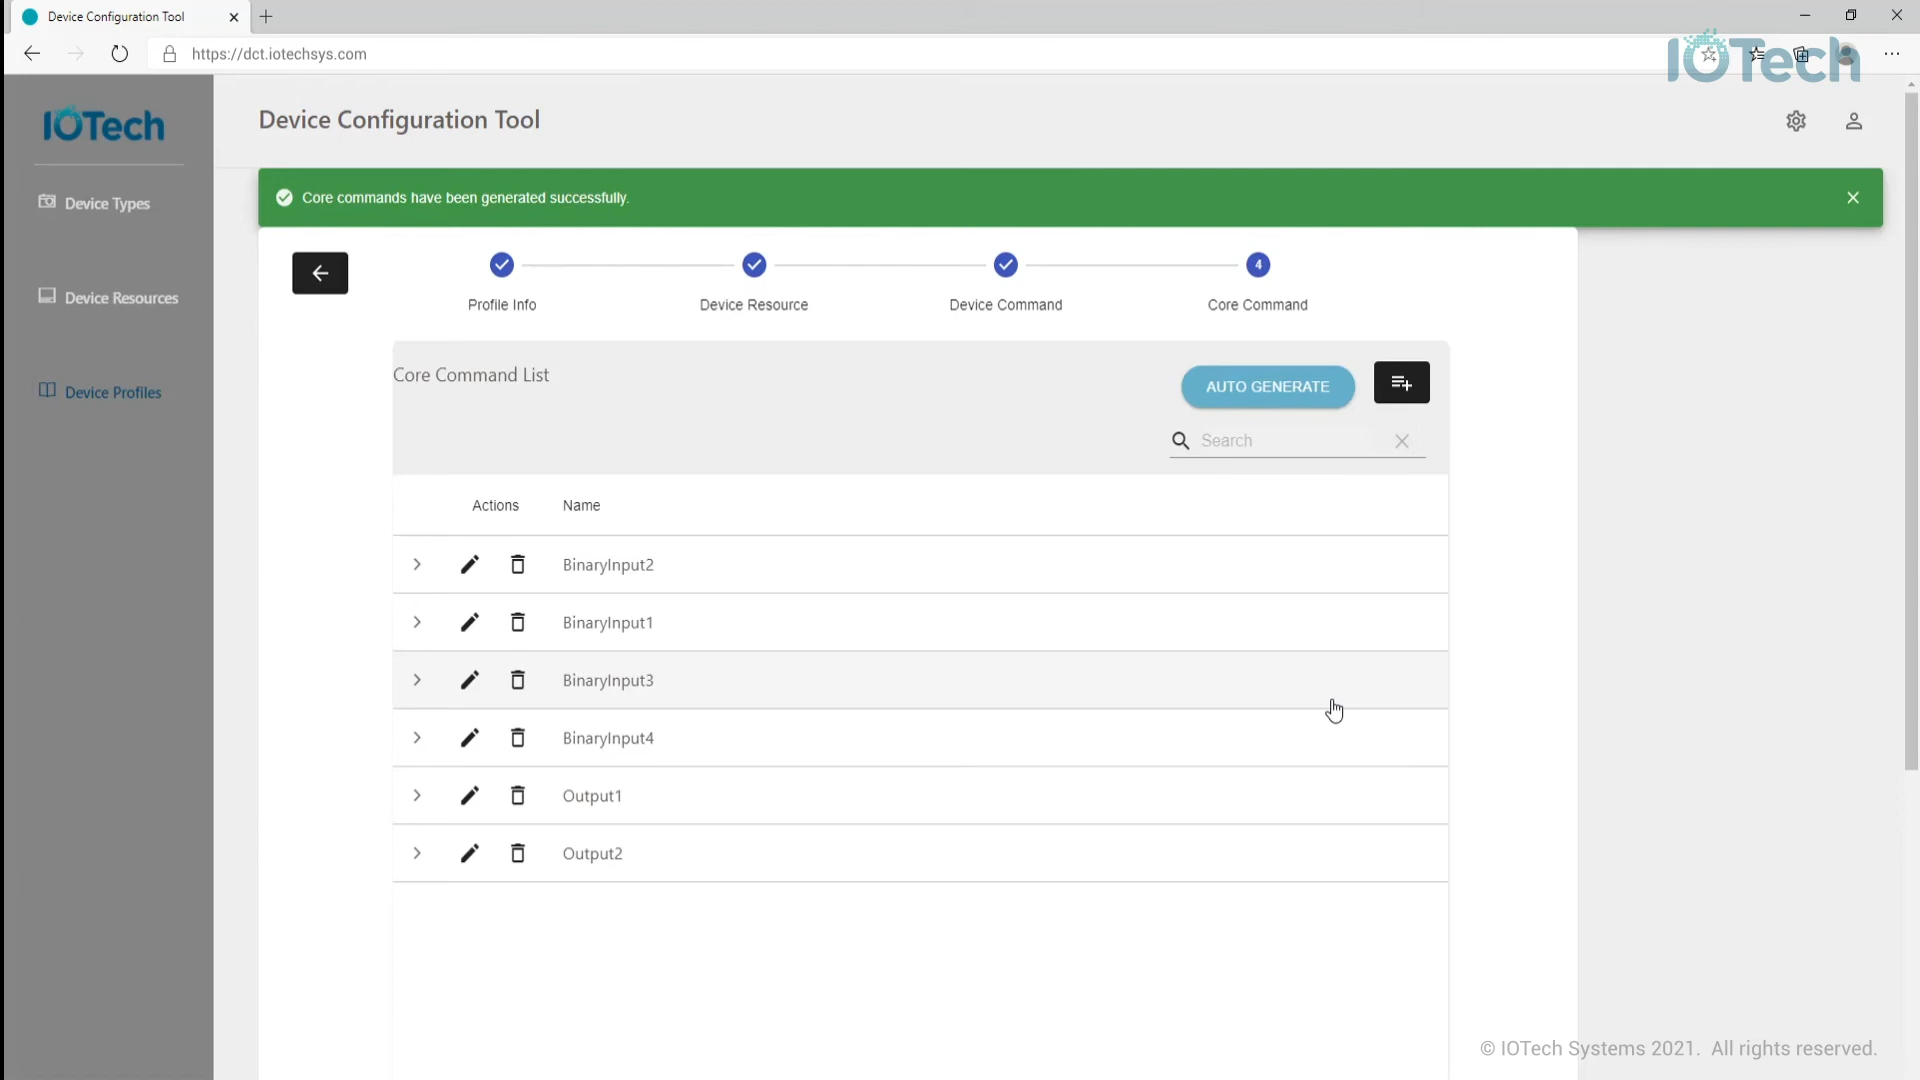 Device Configuration Tool
https://dct.iotechsys.com
IOTech
IOTech
Device Configuration Tool
Device Types
Device Resources
Device Profiles
Core commands have been generated successfully.
4
Profile Info
Device Resource
Device Command
Core Command
Core Command List
AUTO GENERATE
Search
Actions
Name
BinaryInput2
BinaryInput1
BinaryInput3
BinaryInput4
Output1
Output2
© IOTech Systems 2021. All rights reserved.